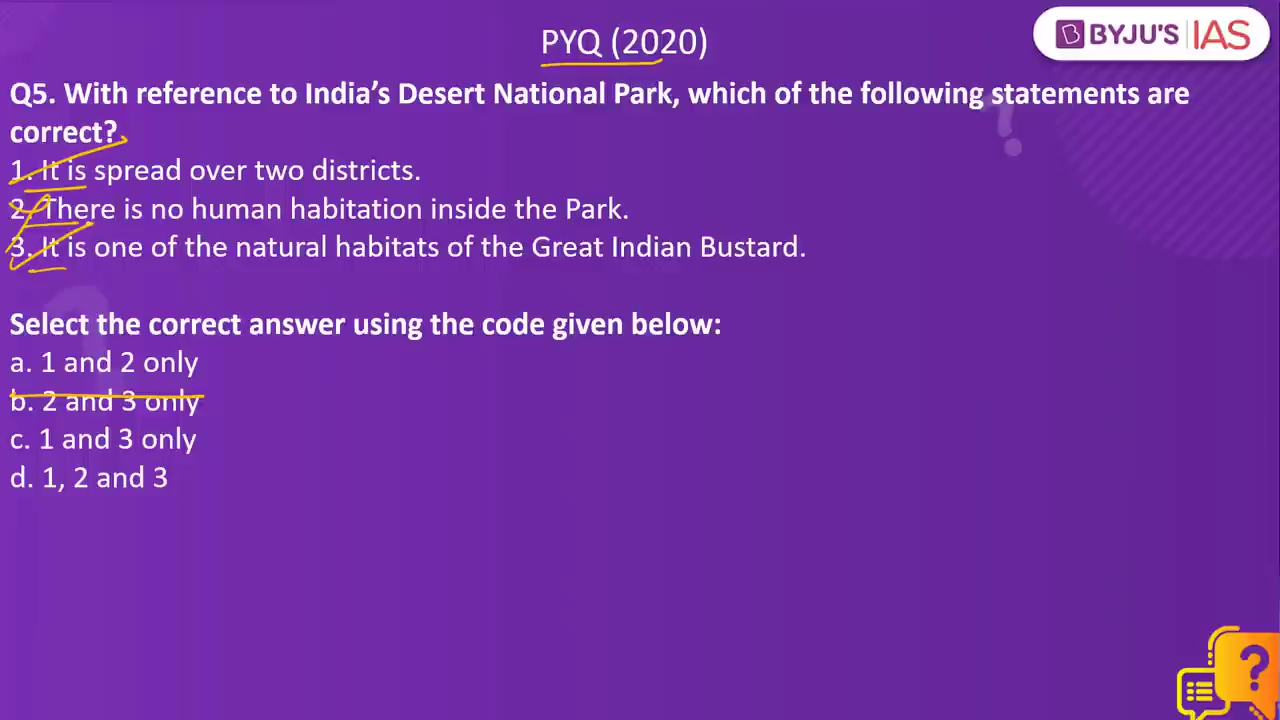 PYQ (2020)
BYJU'S IAS
Q5. With reference to India's Desert National Park, which of the following statements are
correct?
1. It is spread over two districts.
2. There is no human habitation inside the Park.
3. It is one of the natural habitats of the Great Indian Bustard.
Select the correct answer using the code given below:
a. 1 and 2 only
b. 2 and 3 only
c. 1 and 3 only
d. 1, 2 and 3